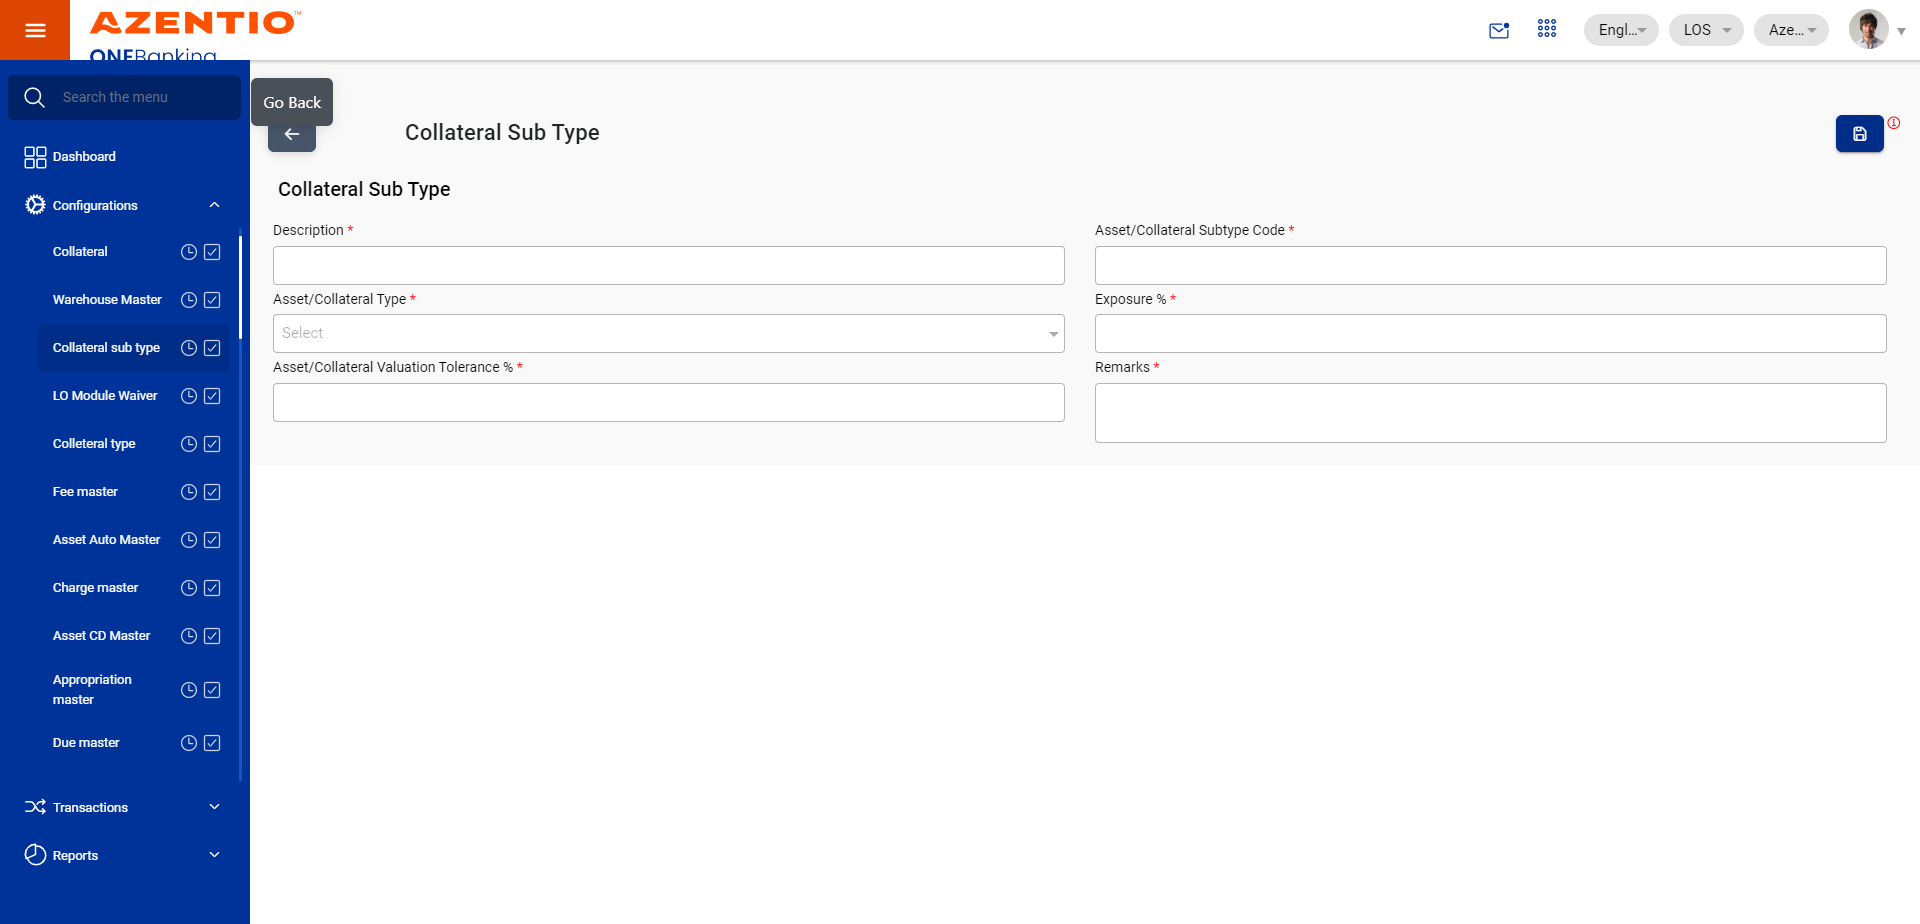 AZENTIO™
ONEBanking
Engl...
LOS
Aze...
Search the menu
Dashboard
Configurations
Collateral
Warehouse Master
Collateral sub type
LO Module Waiver
Colleteral type
Fee master
Asset Auto Master
Charge master
Asset CD Master
Appropriation
master
Due master
Transactions
Reports
Go Back
Collateral Sub Type
Collateral Sub Type
Description *
Asset/Collateral Subtype Code *
Asset/Collateral Type *
Select
Exposure % *
Asset/Collateral Valuation Tolerance % *
Remarks *